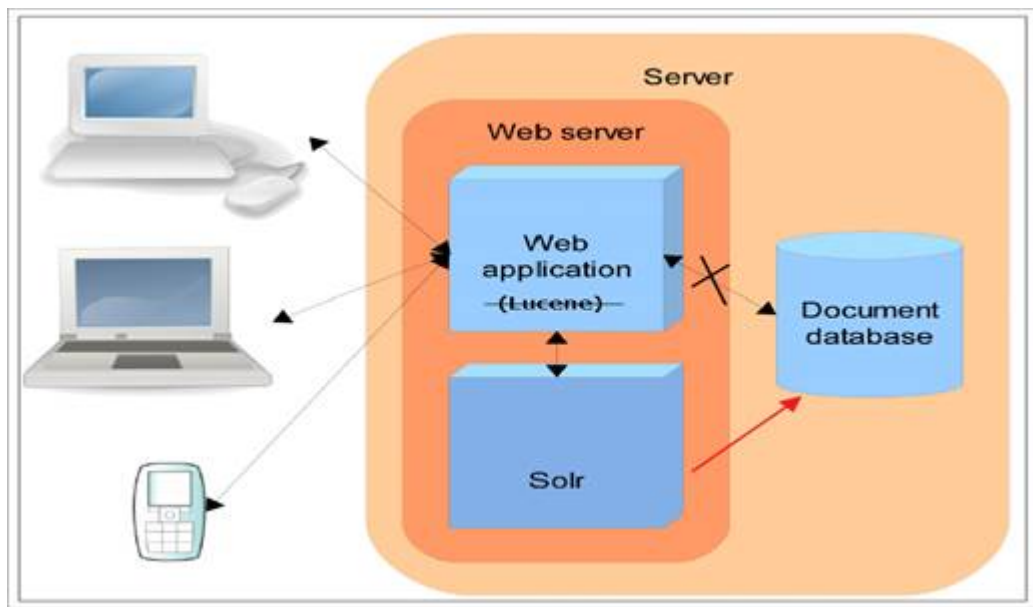 Server
Web server
Web
application
(Lucene)
Document
database
Solr